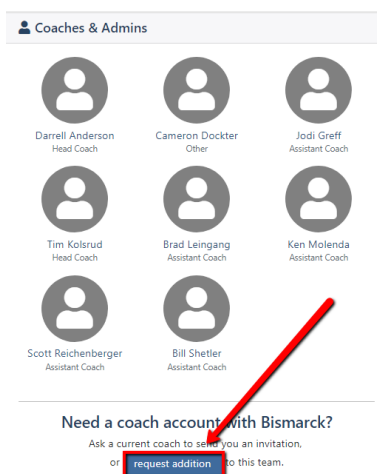 Coaches & Admins
Darrell Anderson Cameron Dockter Jodi Greff
Head Coach Other Assistant Coach
Tim Kolsrud Brad Leingang Ken Molenda
Head Coach Assistant Coach Assistant Coach
Scott Reichenberger Bill Shetler
Assistant Coach Assistant Coach
Need a coach account with Bismarck?
Ask a current coach to send you an invitation,
or request addition to this team.